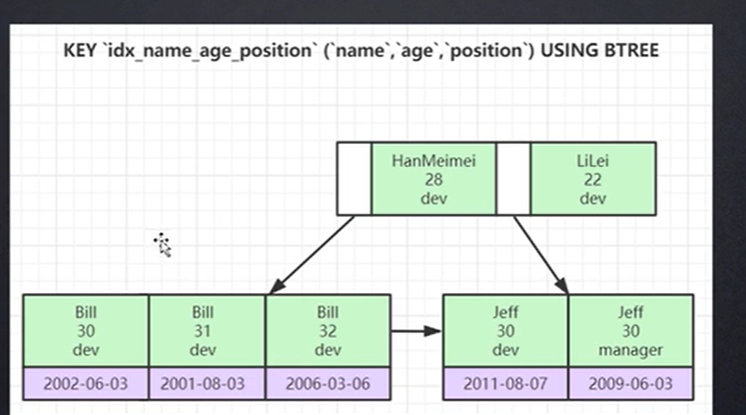 KEY `idx_name_age_position` (`name`,`age`,`position`) USING BTREE
HanMeimei
28
dev
LiLei
22
dev
Bill
30
dev
2002-06-03
Bill
31
dev
2001-08-03
Bill
32
dev
2006-03-06
Jeff
30
dev
2011-08-07
Jeff
30
manager
2009-06-03